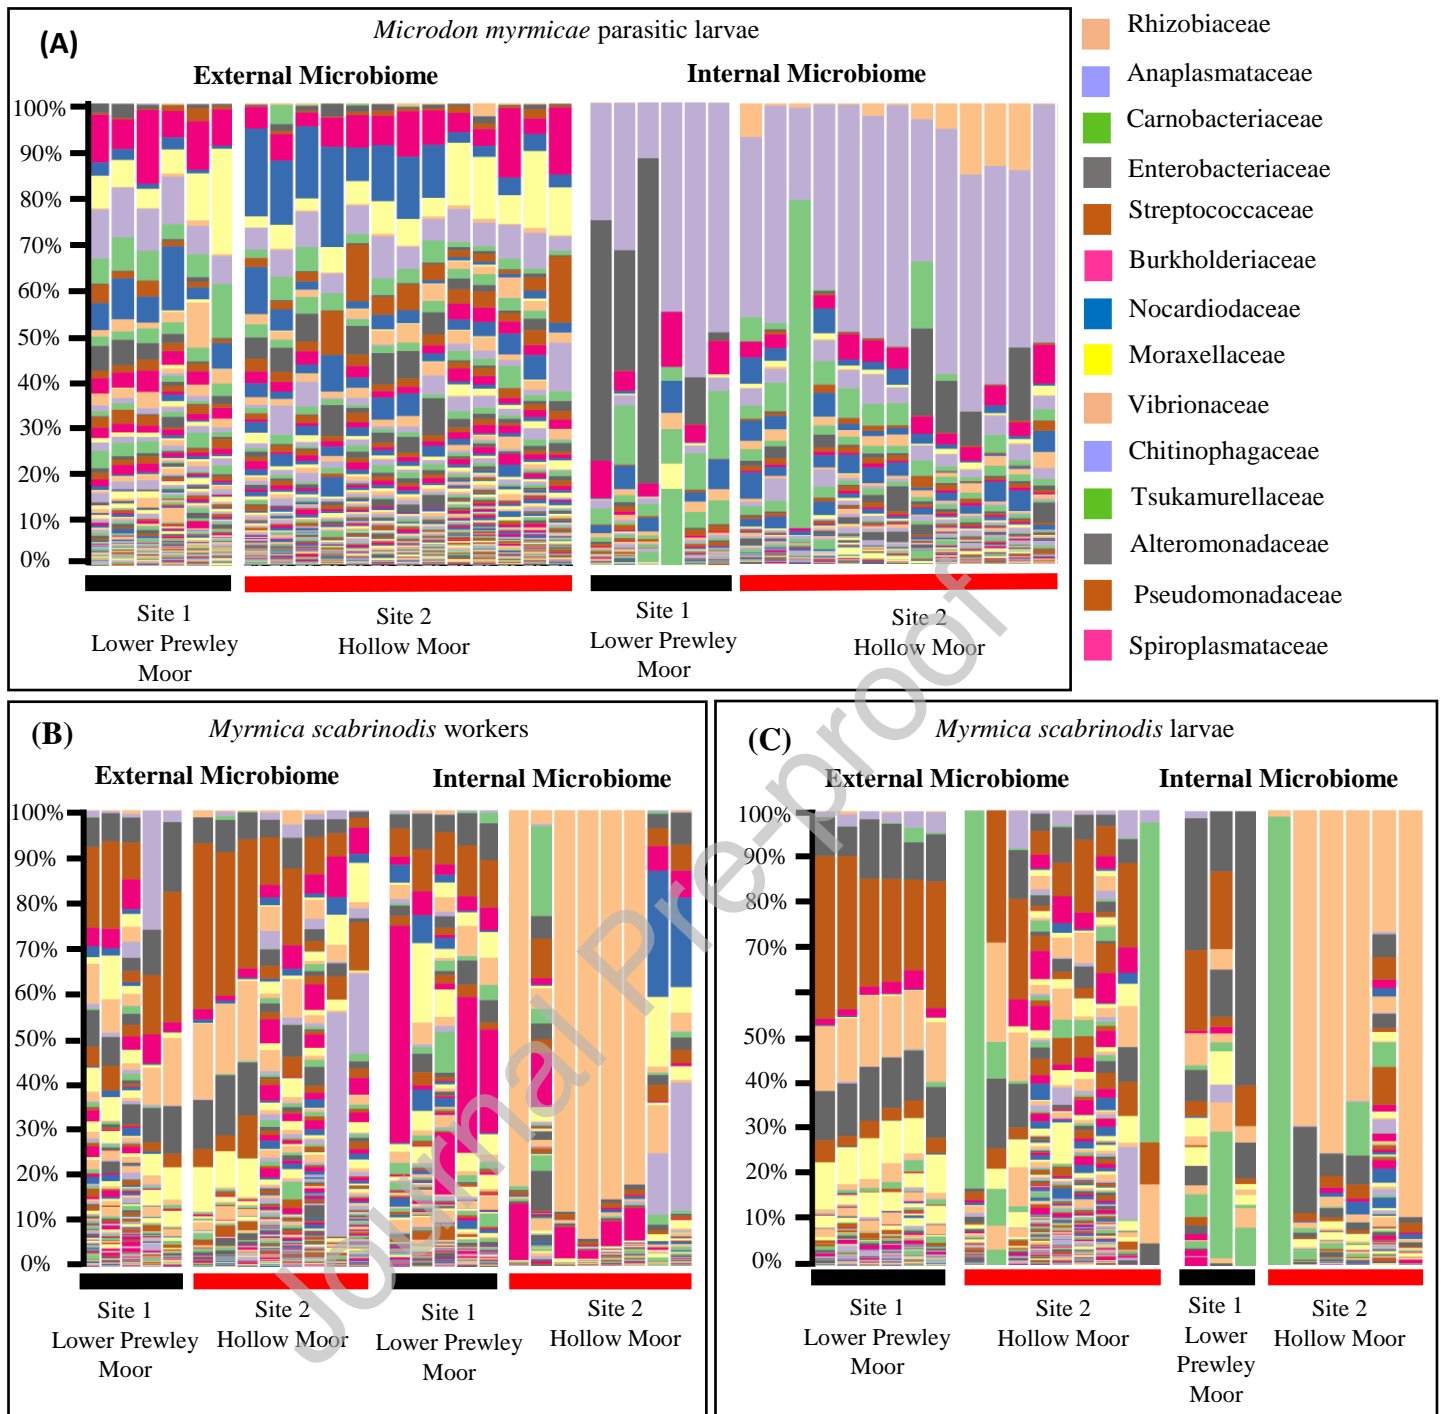 (A)
Microdon myrmicae parasitic larvae
External Microbiome
Internal Microbiome
100%
90%
80%
70%
60%
50%
40%
30%
20%
10%
0%
Site 1
Lower Prewley
Moor
Site 2
Hollow Moor
Site 1
Lower Prewley
Moor
Site 2
Hollow Moor
Rhizobiaceae
Anaplasmataceae
Carnobacteriaceae
Enterobacteriaceae
Streptococcaceae
Burkholderiaceae
Nocardiodaceae
Moraxellaceae
Vibrionaceae
Chitinophagaceae
Tsukamurellaceae
Alteromonadaceae
Pseudomonadaceae
Spiroplasmataceae
(B)
Myrmica scabrinodis workers
External Microbiome
Internal Microbiome
100%
90%
80%
70%
60%
50%
40%
30%
20%
10%
0%
Site 1
Lower Prewley
Moor
Site 2
Hollow Moor
Site 1
Lower Prewley
Moor
Site 2
Hollow Moor
(C)
Myrmica scabrinodis larvae
External Microbiome
Internal Microbiome
100%
90%
80%
70%
50%
40%
30%
20%
10%
0%
Site 1
Lower Prewley
Moor
Site 2
Hollow Moor
Site 1
Lower
Prewley
Moor
Site 2
Hollow Moor
Journal Pre-proof